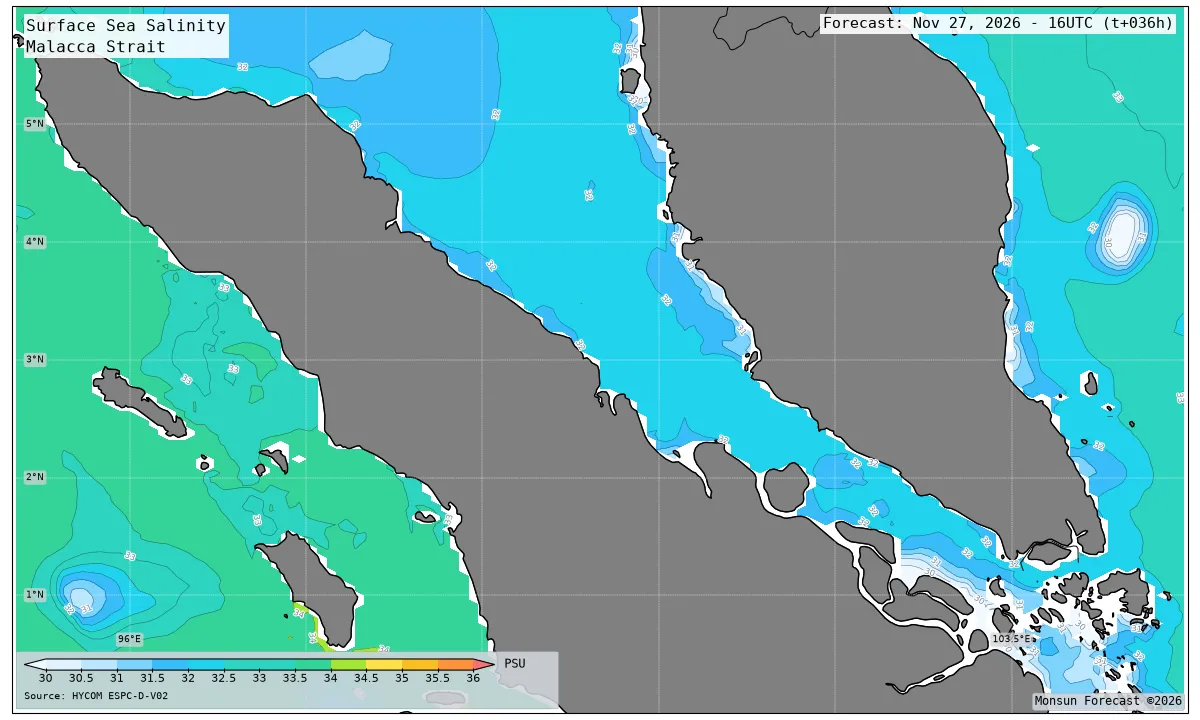 Surface Sea Salinity
Malacca Strait
Forecast: Nov 27, 2026 - 16UTC (t+036h)
5°N
4°N
3°N
2°N
1°N
96°E
103.5°E
PSU
30 30.5 31 31.5 32 32.5 33 33.5 34 34.5 35 35.5 36
Source: HYCOM ESPC-D-V02
Monsun Forecast ©2026